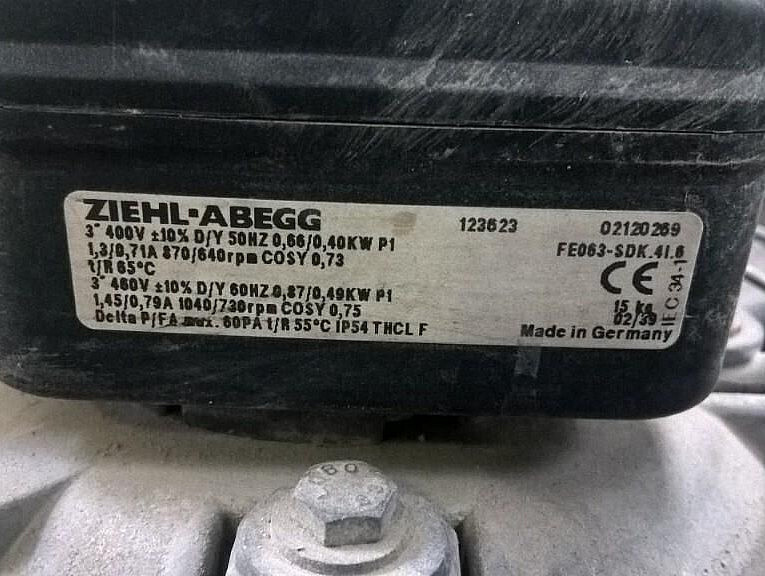 ZIEHL-ABEGG 123623 02120269
3~ 400V ±10% D/Y 50HZ 0,66/0,40KW P1 FE063-SDK.4I.6
1,3/0,71A 870/640rpm COSY 0,73
t/R 65°C
3~ 460V ±10% D/Y 60HZ 0,87/0,49KW P1
1,45/0,79A 1040/730rpm COSY 0,75
Delta P/FA max. 60PA t/R 55°C IP54 THCL F
CE
15 kg
02/39
Made in Germany
IEC 34-1